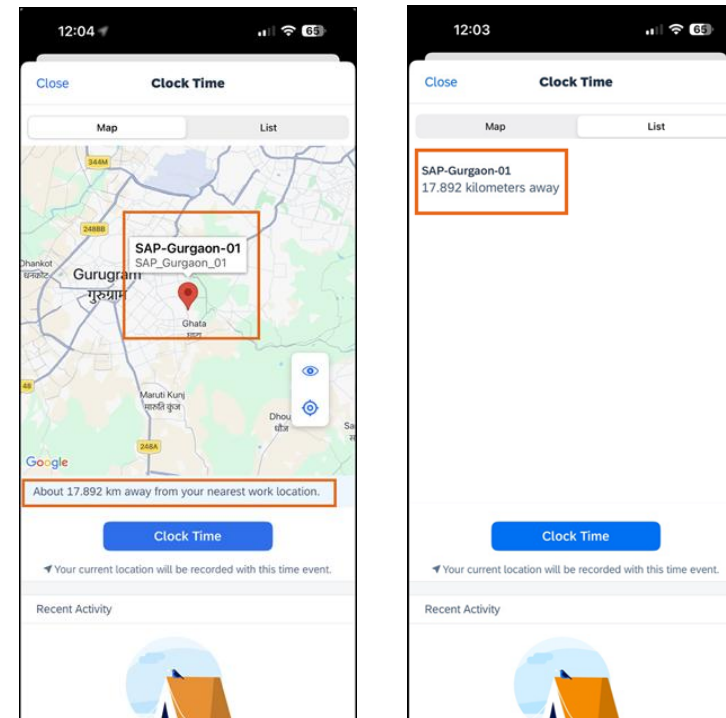 12:04
65
Close
Clock Time
Map
List
344M
248BB
Dhankot
धनकोट
SAP-Gurgaon-01
SAP_Gurgaon_01
Gurugram
गुरुग्राम
Ghata
घाटा
48
Maruti Kunj
मारुति कुंज
Dhou
248A
Google
About 17.892 km away from your nearest work location.
Clock Time
Your current location will be recorded with this time event.
Recent Activity
12:03
65
Close
Clock Time
Map
List
SAP-Gurgaon-01
17.892 kilometers away
Clock Time
Your current location will be recorded with this time event.
Recent Activity